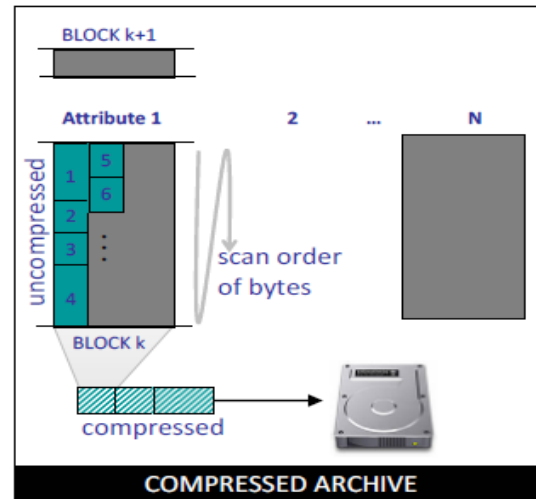 BLOCK k+1
Attribute 1 2 ... N
uncompressed
1
2
3
4
5
6
scan order
of bytes
BLOCK k
compressed
COMPRESSED ARCHIVE